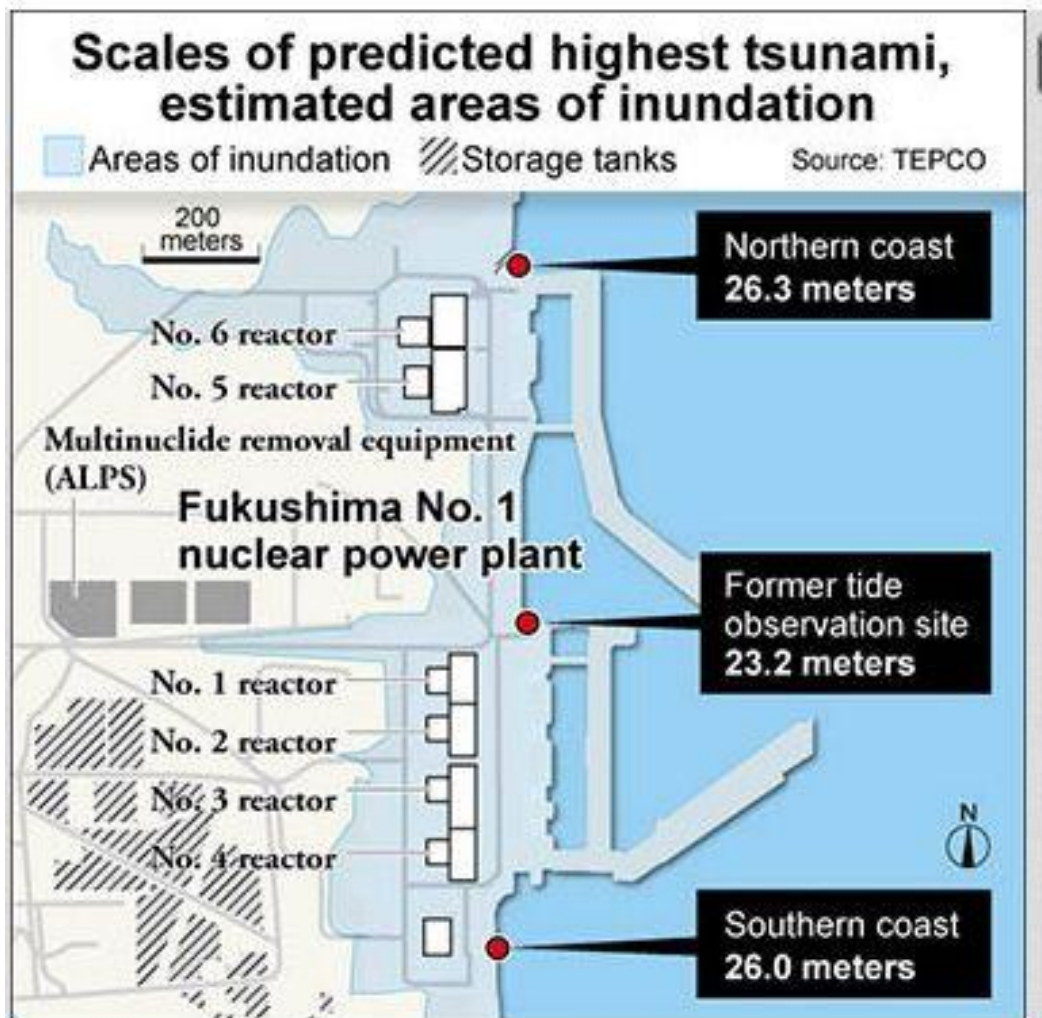 Scales of predicted highest tsunami,
estimated areas of inundation
Areas of inundation
Storage tanks
Source: TEPCO
200
meters
Northern coast
26.3 meters
No. 6 reactor
No. 5 reactor
Multinuclide removal equipment
(ALPS)
Fukushima No. 1
nuclear power plant
Former tide
observation site
23.2 meters
No. 1 reactor
No. 2 reactor
No. 3 reactor
No. 4 reactor
N
Southern coast
26.0 meters